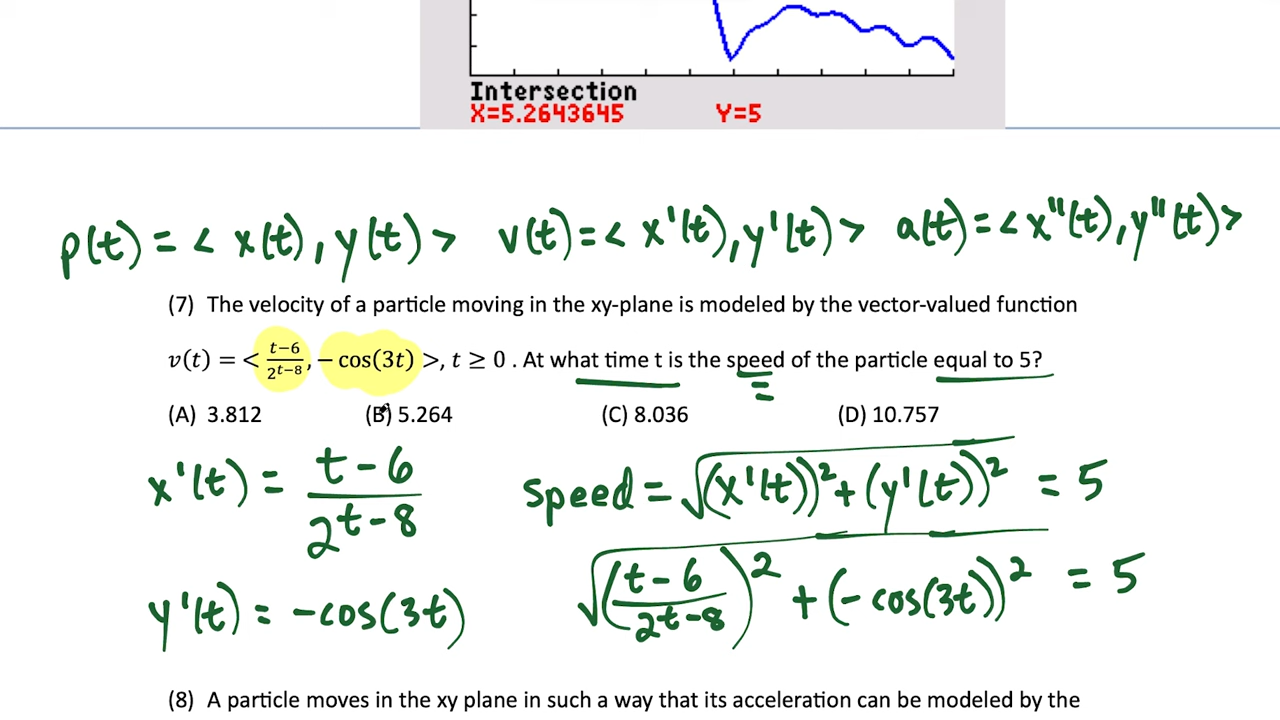 Intersection
X=5.2643645 Y=5
p(t) = < x(t), y(t) > v(t) = < x'(t), y'(t) > a(t) = < x''(t), y''(t) >
(7) The velocity of a particle moving in the xy-plane is modeled by the vector-valued function
v(t) = < \frac{t−6}{2^{t−8}}, − cos(3t) >, t ≥ 0 . At what time t is the speed of the particle equal to 5?
(A) 3.812 (B) 5.264 (C) 8.036 (D) 10.757
x'(t) = \frac{t−6}{2^{t−8}} speed = √((x'(t))² + (y'(t))²) = 5
y'(t) = −cos(3t) √((\frac{t−6}{2^{t−8}})² + (−cos(3t))²) = 5
(8) A particle moves in the xy plane in such a way that its acceleration can be modeled by the